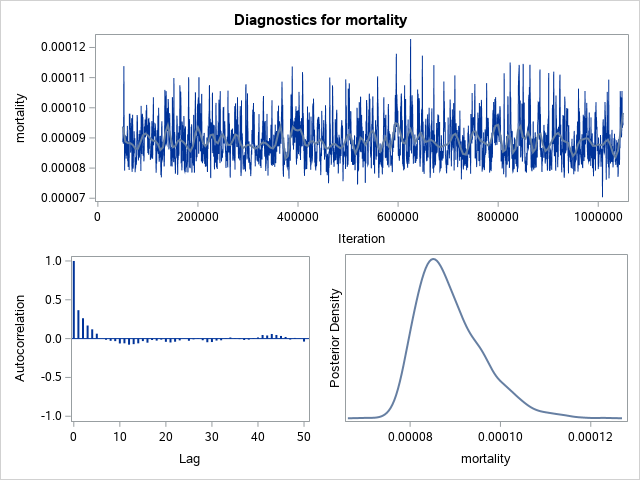 Diagnostics for mortality
mortality
0.00012
0.00011
0.00010
0.00009
0.00008
0.00007
0 200000 400000 600000 800000 1000000
Iteration
Autocorrelation
1.0
0.5
0.0
-0.5
-1.0
0 10 20 30 40 50
Lag
Posterior Density
0.00008 0.00010 0.00012
mortality